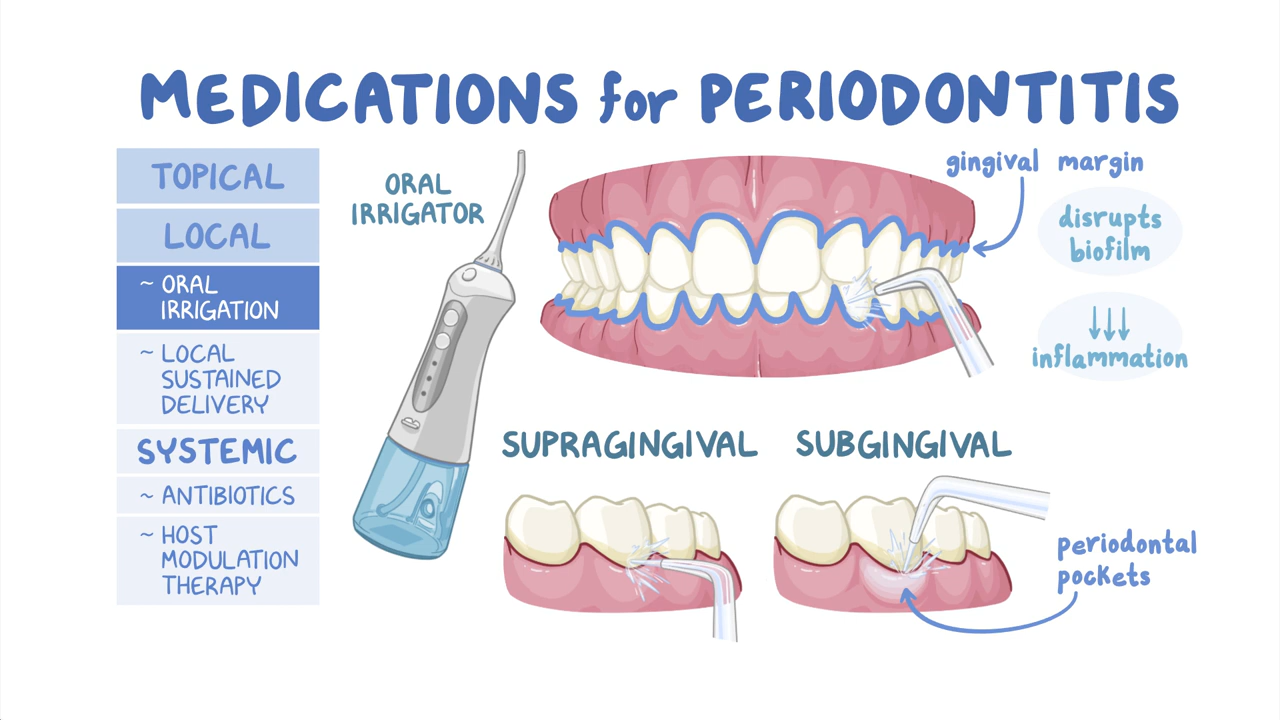 MEDICATIONS for PERIODONTITIS
TOPICAL
LOCAL
~ ORAL
IRRIGATION
~ LOCAL
SUSTAINED
DELIVERY
SYSTEMIC
~ ANTIBIOTICS
~ HOST
MODULATION
THERAPY
ORAL
IRRIGATOR
gingival margin
disrupts
biofilm
↓↓↓
inflammation
SUPRAGINGIVAL
SUBGINGIVAL
periodontal
pockets